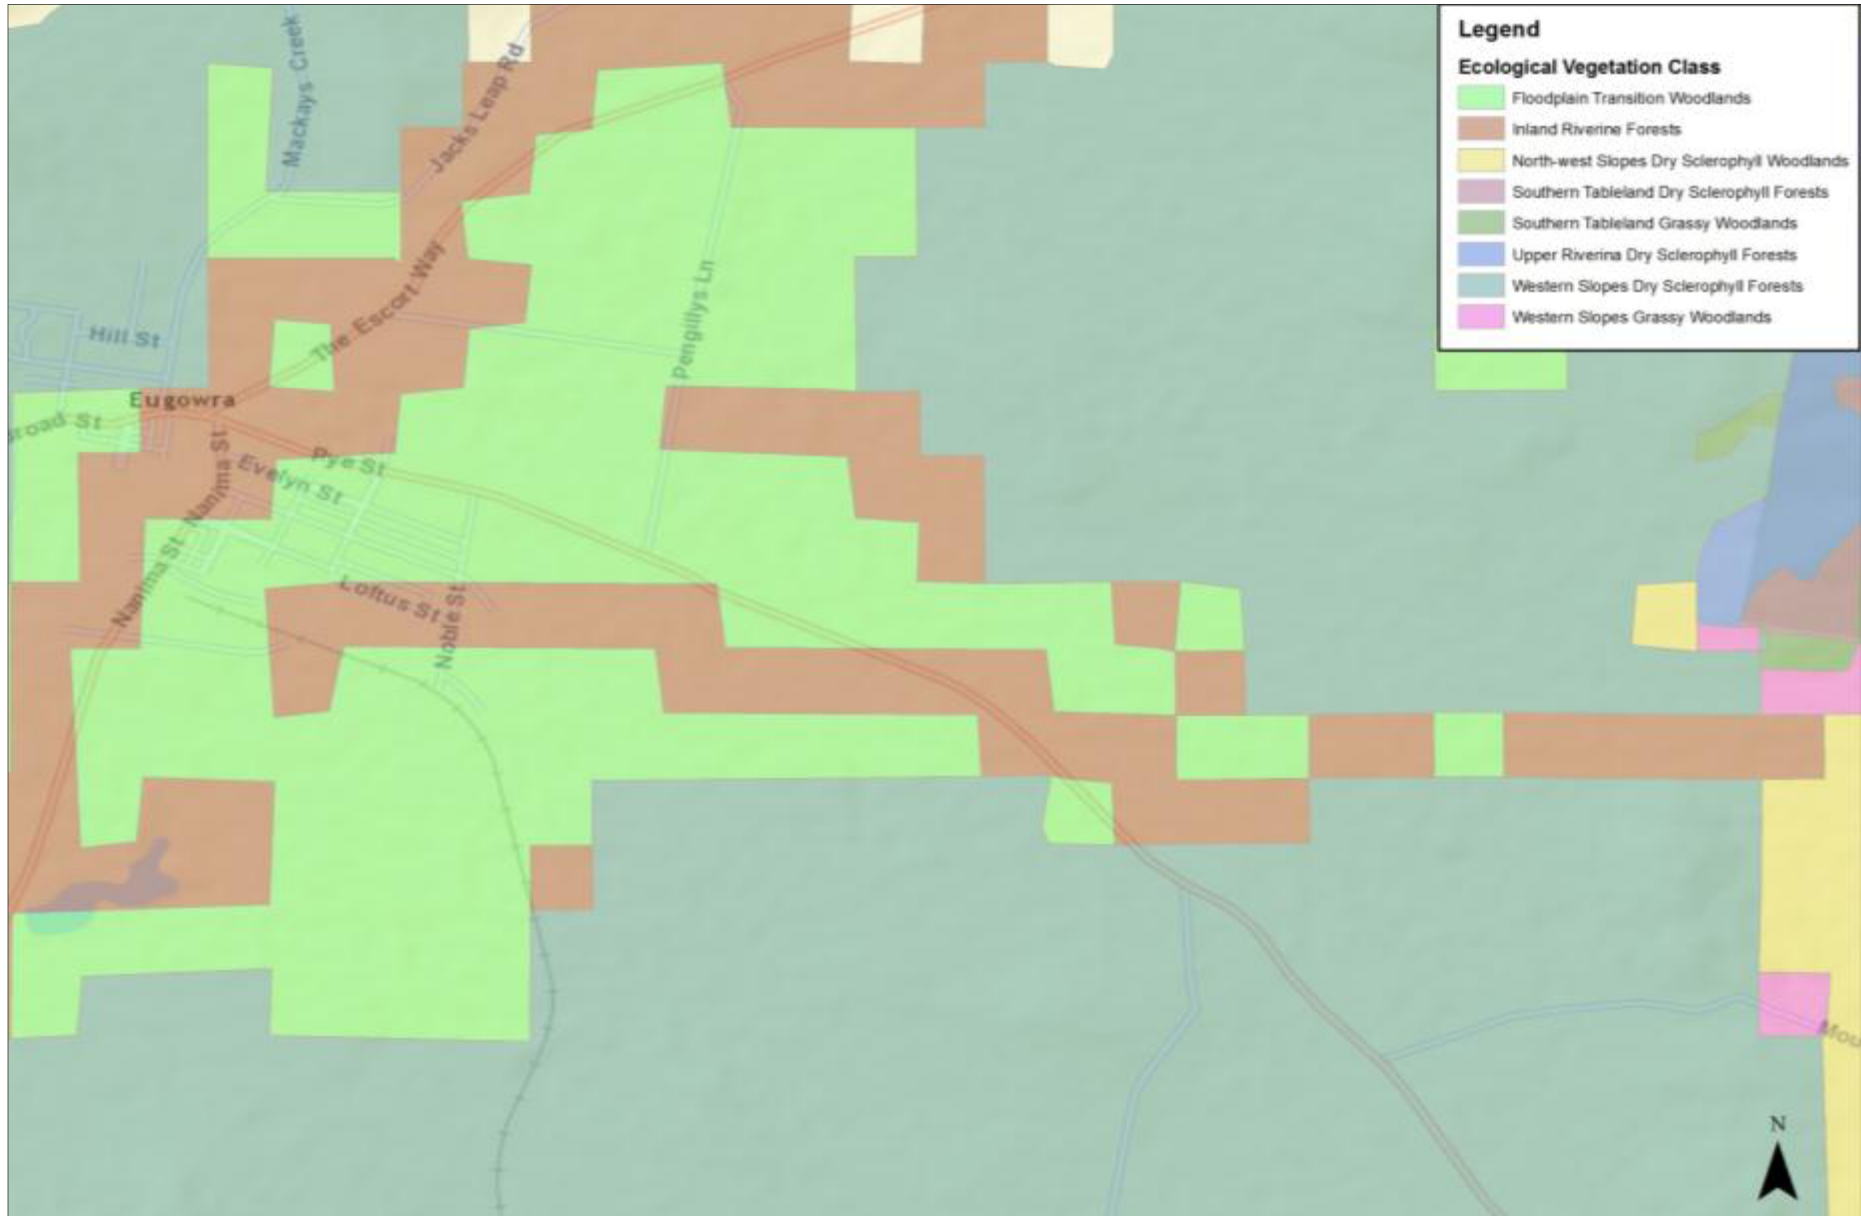 Legend
Ecological Vegetation Class
Floodplain Transition Woodlands
Inland Riverine Forests
North-west Slopes Dry Sclerophyll Woodlands
Southern Tableland Dry Sclerophyll Forests
Southern Tableland Grassy Woodlands
Upper Riverina Dry Sclerophyll Forests
Western Slopes Dry Sclerophyll Forests
Western Slopes Grassy Woodlands
Mackays Creek
Jacks Leap Rd
The Escort Way
Pengillys Ln
Hill St
Eugowra
Broad St
Nanima St
Pye St
Evelyn St
Nanima St
Loftus St
Noble St
Mou
N